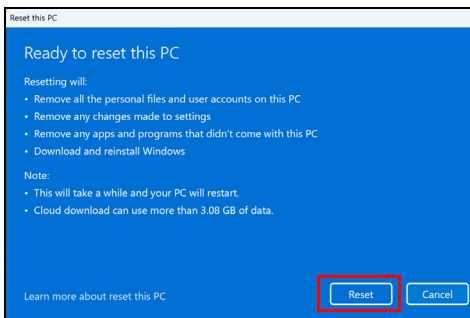 Reset this PC
Ready to reset this PC
Resetting will:
• Remove all the personal files and user accounts on this PC
• Remove any changes made to settings
• Remove any apps and programs that didn't come with this PC
• Download and reinstall Windows
Note:
• This will take a while and your PC will restart.
• Cloud download can use more than 3.08 GB of data.
Learn more about reset this PC
Reset
Cancel